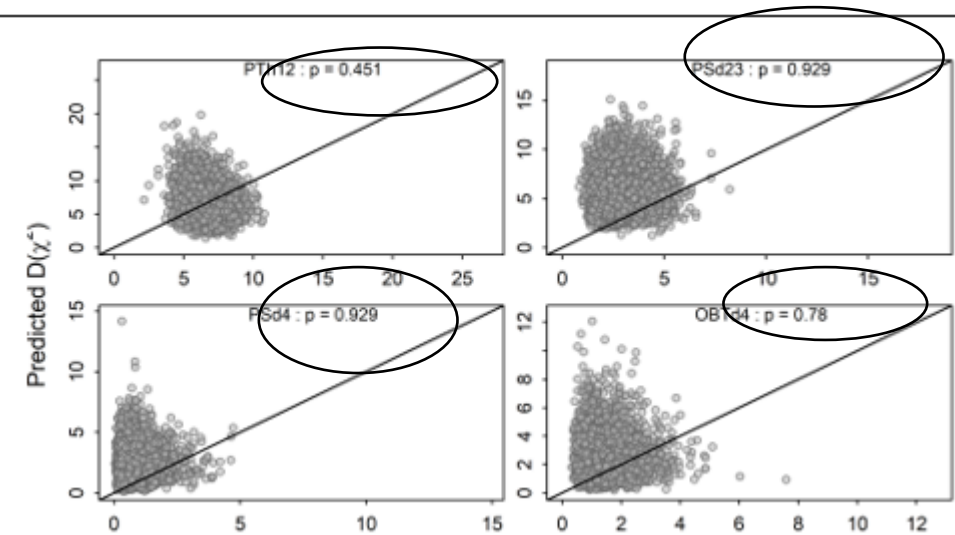 PTh12 : p = 0.451
PSd23 : p = 0.929
Predicted D(χ²)
20
10
5
0
0 5 10 15 20 25
15
10
5
0
0 5 10 15
PSd4 : p = 0.929
OBTd4 : p = 0.78
15
10
5
0
0 5 10 15
12
8
6
4
2
0
0 2 4 6 8 10 12